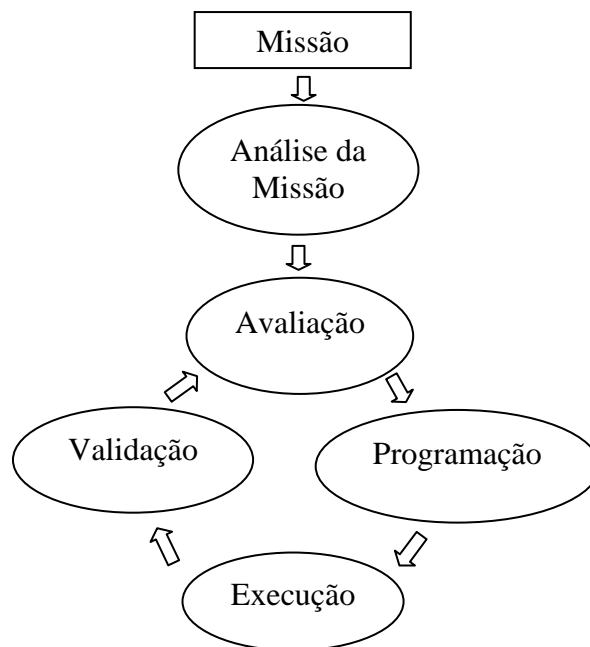 Missão
Análise da
Missão
Avaliação
Validação
Programação
Execução